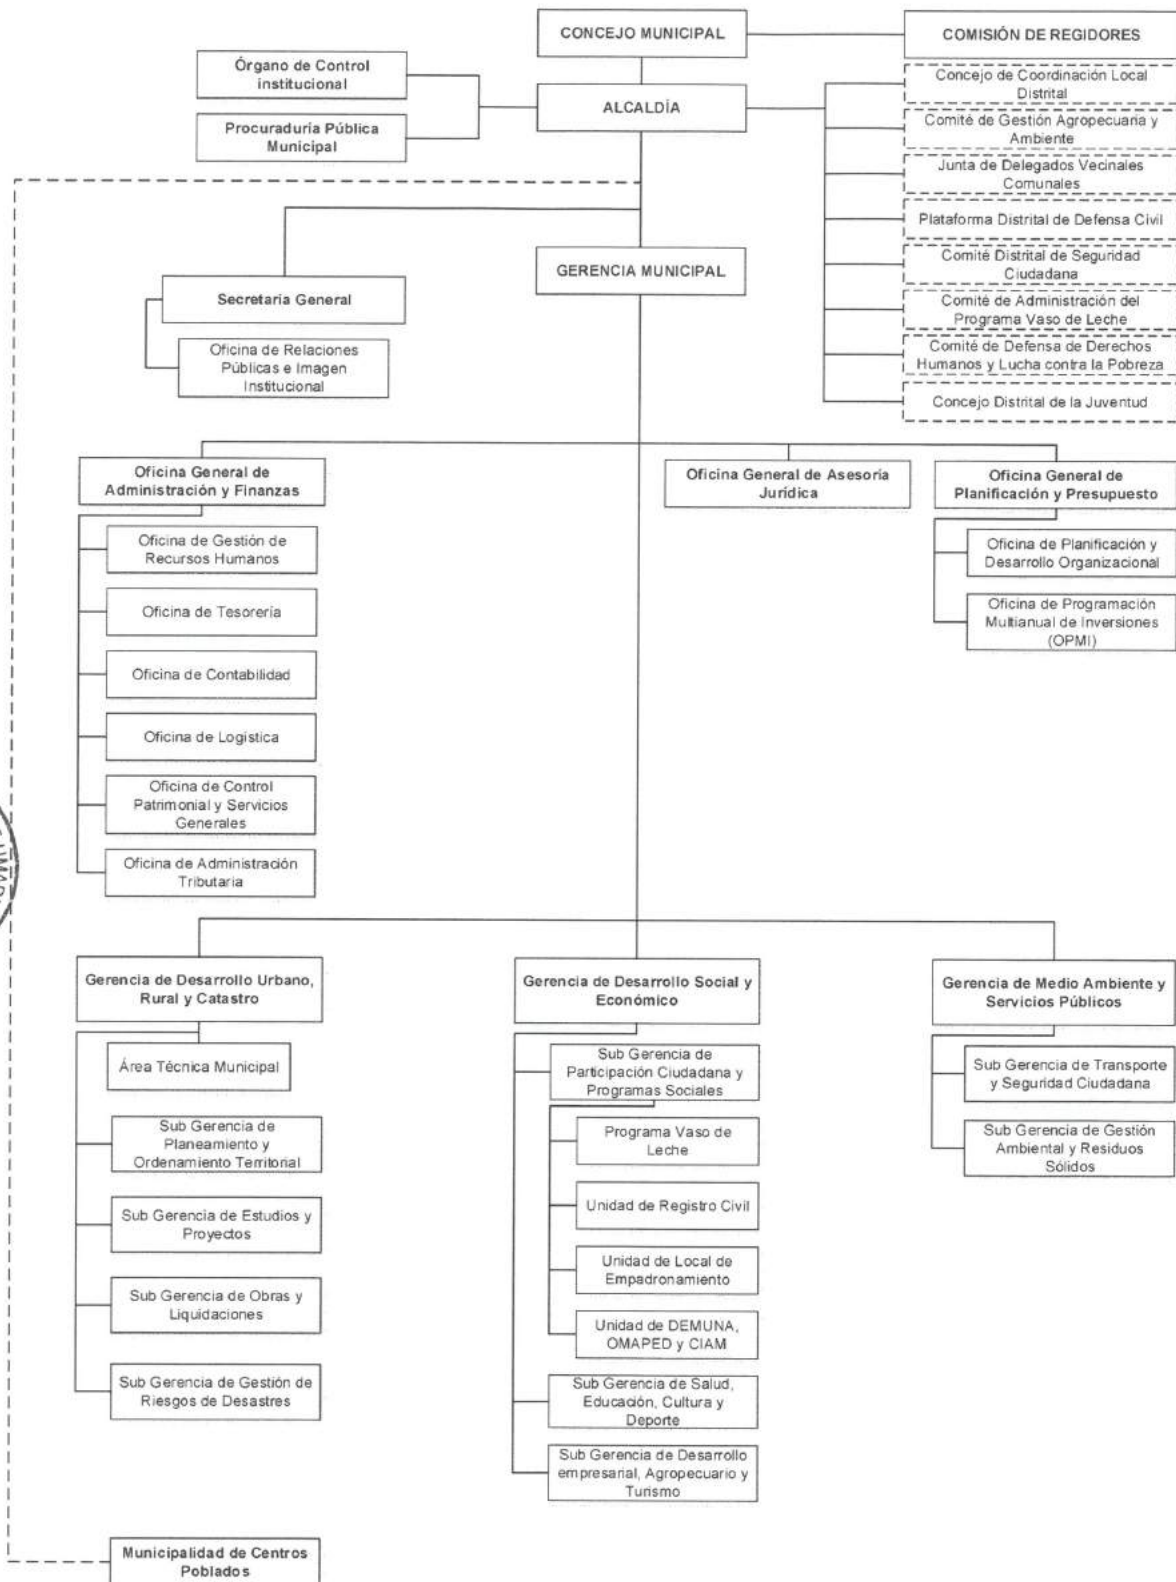 CONCEJO MUNICIPAL
COMISIÓN DE REGIDORES
Órgano de Control
institucional
ALCALDÍA
Procuraduría Pública
Municipal
Concejo de Coordinación Local
Distrital
Comité de Gestión Agropecuaria y
Ambiente
Junta de Delegados Vecinales
Comunales
Plataforma Distrital de Defensa Civil
Comité Distrital de Seguridad
Ciudadana
Comité de Administración del
Programa Vaso de Leche
Comité de Defensa de Derechos
Humanos y Lucha contra la Pobreza
Concejo Distrital de la Juventud
GERENCIA MUNICIPAL
Secretaría General
Oficina de Relaciones
Públicas e Imagen
Institucional
Oficina General de
Administración y Finanzas
Oficina General de Asesoría
Jurídica
Oficina General de
Planificación y Presupuesto
Oficina de Gestión de
Recursos Humanos
Oficina de Tesorería
Oficina de Contabilidad
Oficina de Logística
Oficina de Control
Patrimonial y Servicios
Generales
Oficina de Administración
Tributaria
Oficina de Planificación y
Desarrollo Organizacional
Oficina de Programación
Multianual de Inversiones
(OPMI)
Gerencia de Desarrollo Urbano,
Rural y Catastro
Gerencia de Desarrollo Social y
Económico
Gerencia de Medio Ambiente y
Servicios Públicos
Área Técnica Municipal
Sub Gerencia de
Planeamiento y
Ordenamiento Territorial
Sub Gerencia de Estudios y
Proyectos
Sub Gerencia de Obras y
Liquidaciones
Sub Gerencia de Gestión de
Riesgos de Desastres
Sub Gerencia de
Participación Ciudadana y
Programas Sociales
Programa Vaso de
Leche
Unidad de Registro Civil
Unidad de Local de
Empadronamiento
Unidad de DEMUNA,
OMAPED y CIAM
Sub Gerencia de Salud,
Educación, Cultura y
Deporte
Sub Gerencia de Desarrollo
empresarial, Agropecuario y
Turismo
Sub Gerencia de Transporte
y Seguridad Ciudadana
Sub Gerencia de Gestión
Ambiental y Residuos
Sólidos
Municipalidad de Centros
Poblados